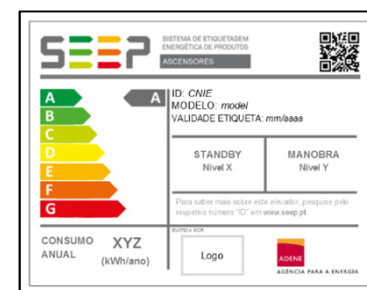 SEEP
SISTEMA DE ETIQUETAGEM
ENERGÉTICA DE PRODUTOS
ASCENSORES
A
B
C
D
E
F
G
A
ID: CNIE
MODELO: model
VALIDADE ETIQUETA: mm/aaaa
STANDBY
Nível X
MANOBRA
Nível Y
Para saber mais sobre este elevador, pesquise pelo
respetivo número "ID" em www.seep.pt
CONSUMO
ANUAL
XYZ
(kWh/ano)
EMITIDA POR
Logo
ADENE
AGÊNCIA PARA A ENERGIA